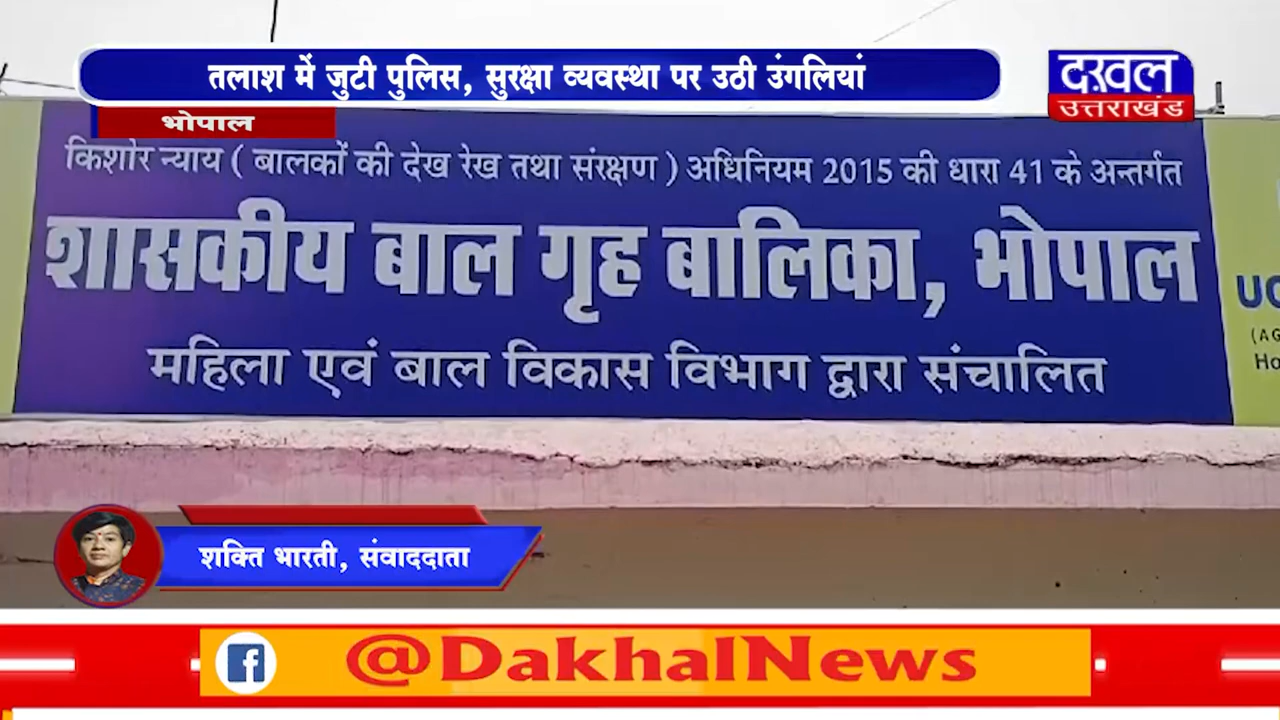 तलाश में जुटी पुलिस, सुरक्षा व्यवस्था पर उठी उंगलियां
दख़ल
उत्तराखंड
भोपाल
किशोर न्याय ( बालकों की देख रेख तथा संरक्षण ) अधिनियम 2015 की धारा 41 के अन्तर्गत
शासकीय बाल गृह बालिका, भोपाल
महिला एवं बाल विकास विभाग द्वारा संचालित
शक्ति भारती, संवाददाता
@DakhalNews